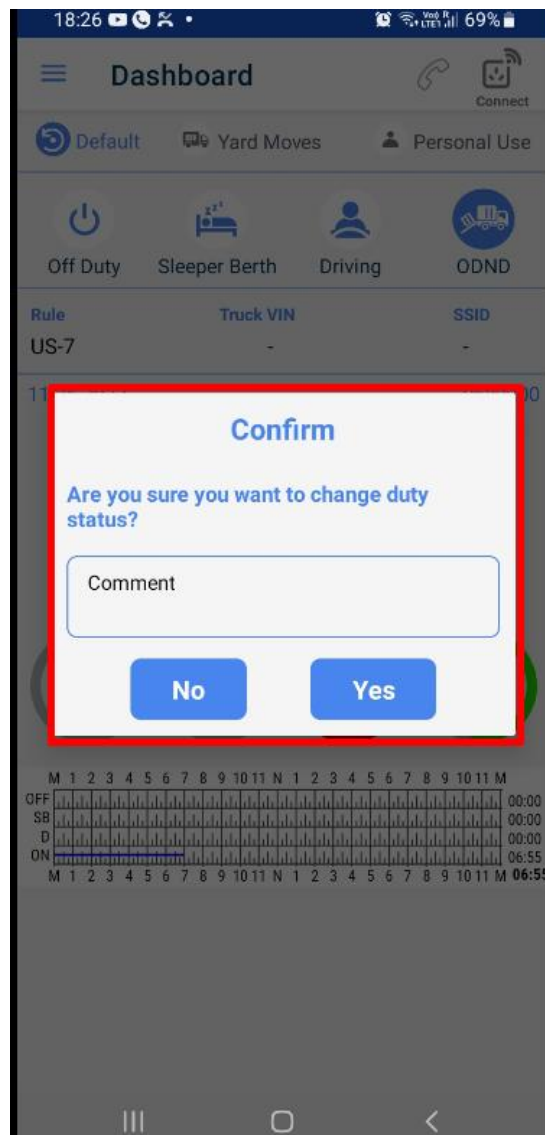 18:26 69%
Dashboard
Connect
Default Yard Moves Personal Use
Off Duty Sleeper Berth Driving ODND
Rule Truck VIN SSID
US-7 - -
Confirm
Are you sure you want to change duty
status?
Comment
No Yes
M 1 2 3 4 5 6 7 8 9 10 11 N 1 2 3 4 5 6 7 8 9 10 11 M
OFF 00:00
SB 00:00
D 00:00
ON 06:55
M 1 2 3 4 5 6 7 8 9 10 11 N 1 2 3 4 5 6 7 8 9 10 11 M 06:55